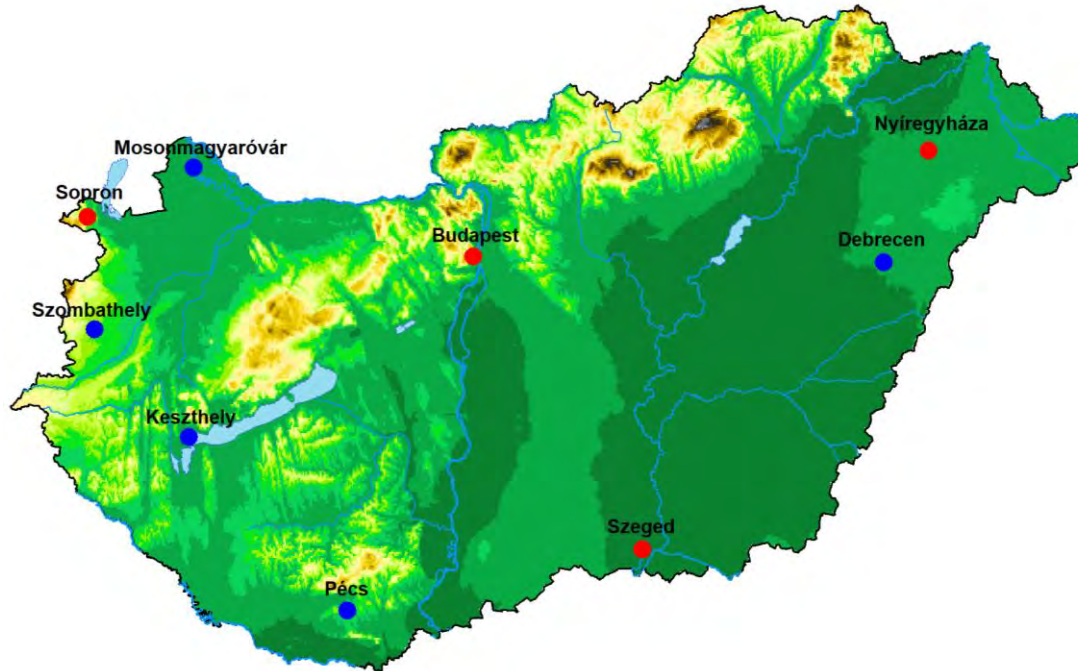 Nyíregyháza
Mosonmagyaróvár
Sopron
Budapest
Debrecen
Szombathely
Keszthely
Szeged
Pécs